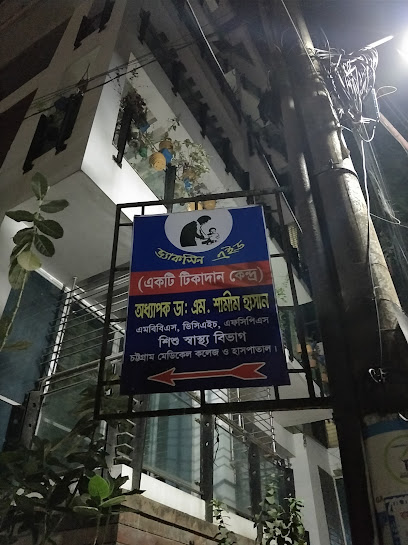 ভ্যাকসিন এইড
(একটি টিকাদান কেন্দ্র)
অধ্যাপক ডা: এম. শামীম হাসান
এমবিবিএস, ডিসিএইচ, এফসিপিএস
শিশু স্বাস্থ্য বিভাগ
চট্টগ্রাম মেডিকেল কলেজ ও হাসপাতাল।